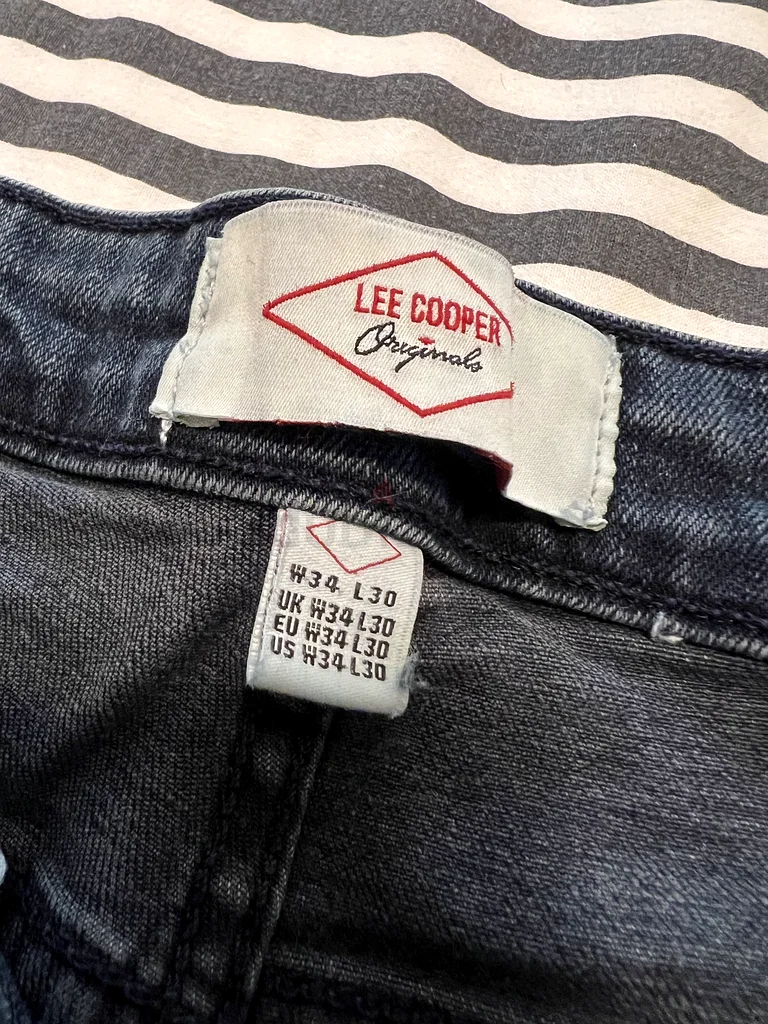 LEE COOPER
Originals
W34 L30
UK W34 L30
EU W34 L30
US W34 L30